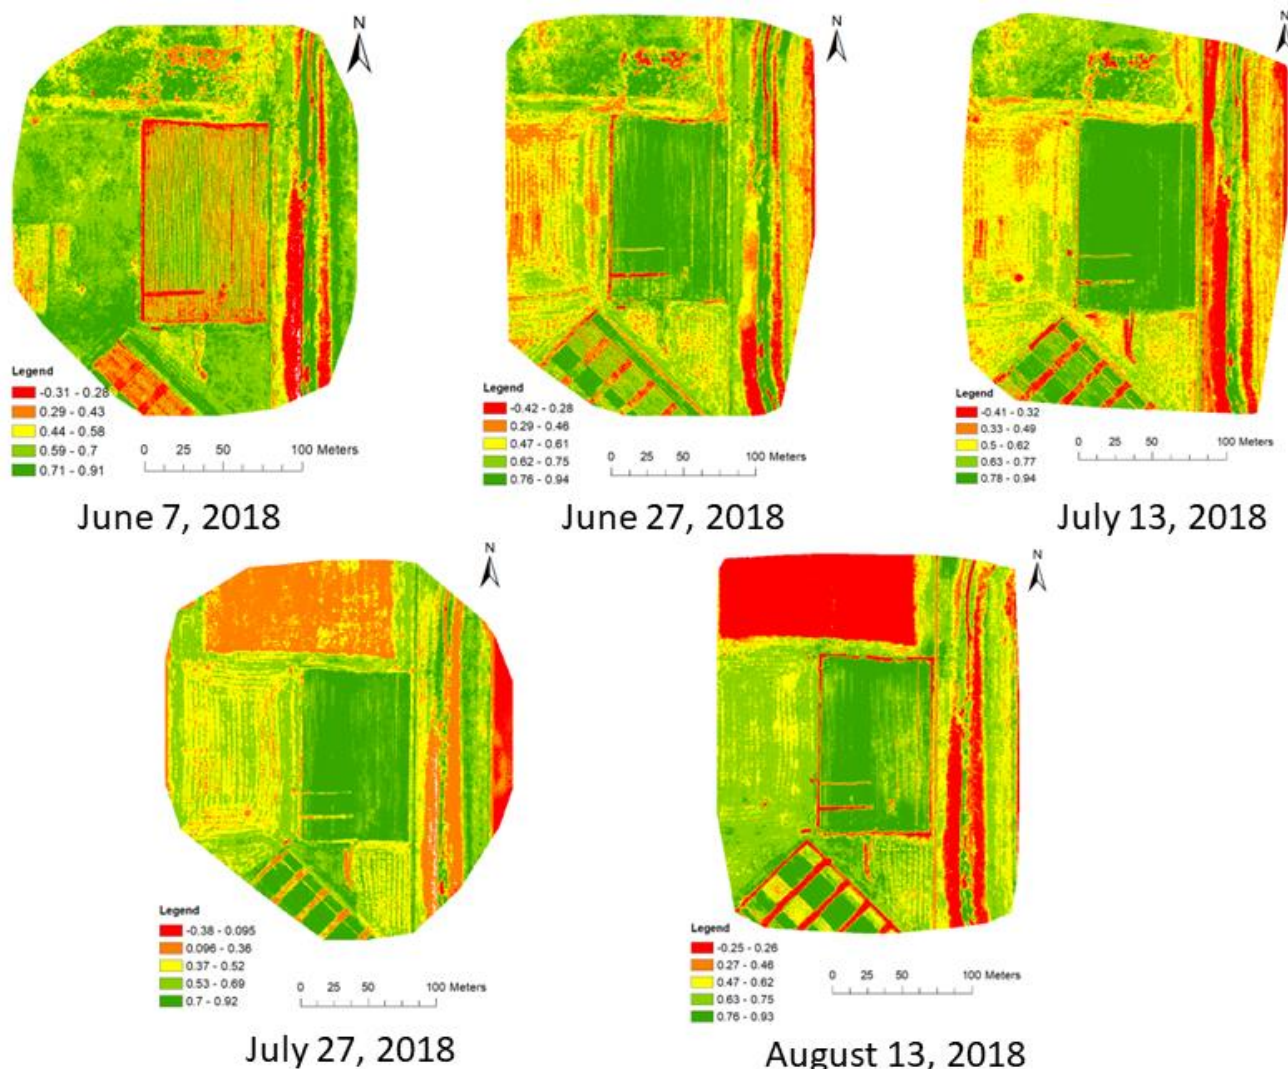 N
N
N
Legend
-0.31 - 0.28
0.29 - 0.43
0.44 - 0.58
0.59 - 0.7
0.71 - 0.91
0 25 50 100 Meters
June 7, 2018
Legend
-0.42 - 0.28
0.29 - 0.46
0.47 - 0.61
0.62 - 0.75
0.76 - 0.94
0 25 50 100 Meters
June 27, 2018
Legend
-0.41 - 0.32
0.33 - 0.49
0.5 - 0.62
0.63 - 0.77
0.78 - 0.94
0 25 50 100 Meters
July 13, 2018
N
N
Legend
-0.38 - 0.095
0.096 - 0.36
0.37 - 0.52
0.53 - 0.69
0.7 - 0.92
0 25 50 100 Meters
July 27, 2018
Legend
-0.25 - 0.26
0.27 - 0.46
0.47 - 0.62
0.63 - 0.75
0.76 - 0.93
0 25 50 100 Meters
August 13, 2018